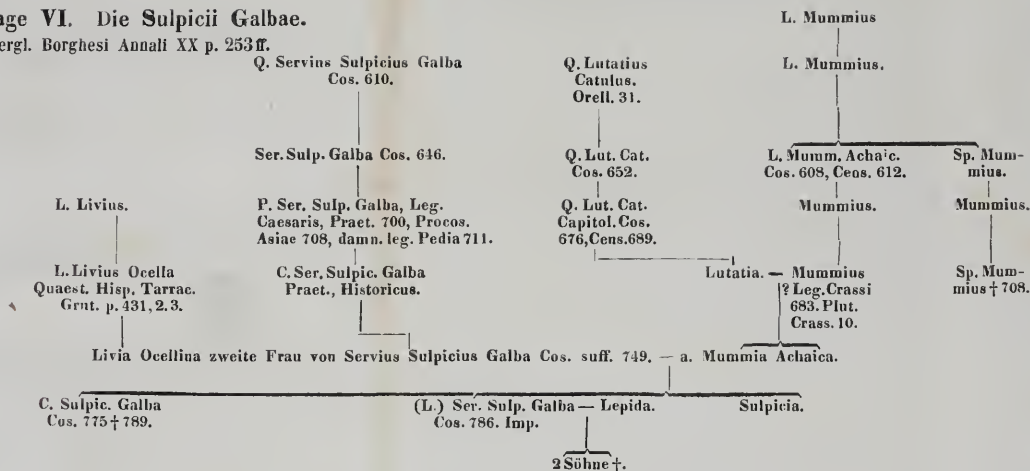 age VI. Die Sulpicii Galbae.
ergl. Borghesi Annali XX p. 253 ff.
L. Mummius
Q. Servius Sulpicius Galba
Cos. 610.
Q. Lutatius
Catulus.
Orell. 31.
L. Mummius.
Ser. Sulp. Galba Cos. 646.
Q. Lut. Cat.
Cos. 652.
L. Mumm. Achaic.
Cos. 608, Cens. 612.
Sp. Mum-
mius.
L. Livius.
P. Ser. Sulp. Galba, Leg.
Caesaris, Praet. 700, Procos.
Asiae 708, damn. leg. Pedia 711.
Q. Lut. Cat.
Capitol. Cos.
676, Cens. 689.
Mummius.
Mummius.
L. Livius Ocella
Quaest. Hisp. Tarrac.
Grut. p. 431, 2. 3.
C. Ser. Sulpic. Galba
Praet., Historicus.
Lutatia. — Mummius
? Leg. Crassi
683. Plut.
Crass. 10.
Sp. Mum-
mius † 708.
Livia Ocellina zweite Frau von Servius Sulpicius Galba Cos. suff. 749. — a. Mummia Achaica.
C. Sulpic. Galba
Cos. 775 † 789.
(L.) Ser. Sulp. Galba — Lepida.
Cos. 786. Imp.
Sulpicia.
2 Söhne †.